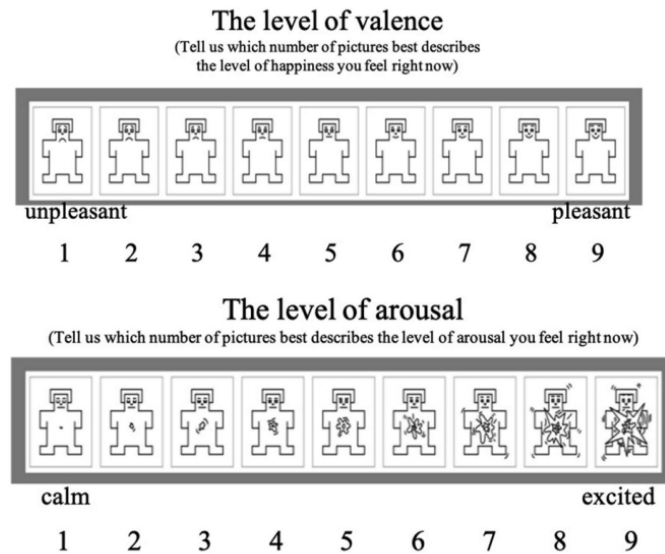 The level of valence
(Tell us which number of pictures best describes
the level of happiness you feel right now)
unpleasant pleasant
1 2 3 4 5 6 7 8 9
The level of arousal
(Tell us which number of pictures best describes the level of arousal you feel right now)
calm excited
1 2 3 4 5 6 7 8 9